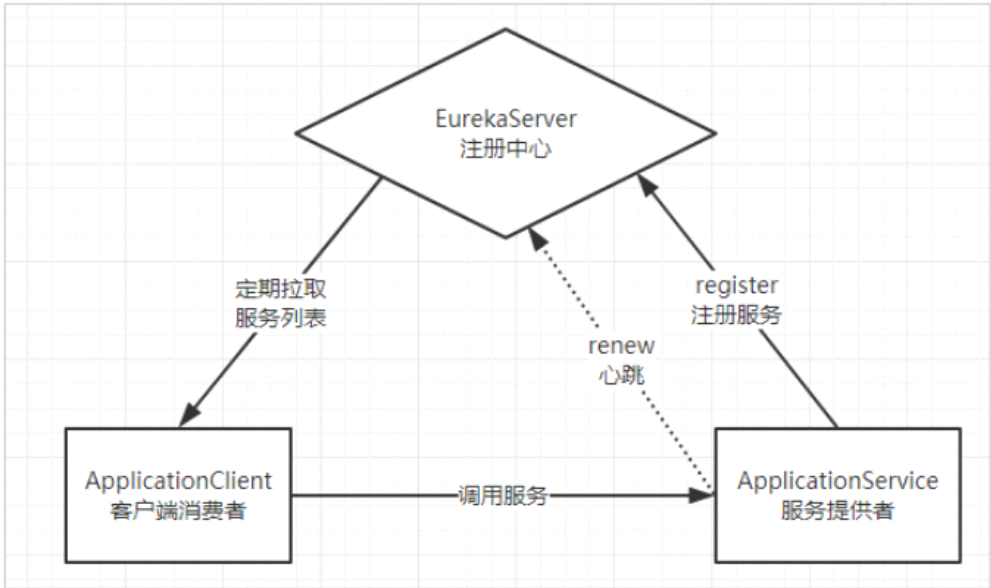 EurekaServer
注册中心
定期拉取
服务列表
register
注册服务
renew
心跳
ApplicationClient
客户端消费者
调用服务
ApplicationService
服务提供者